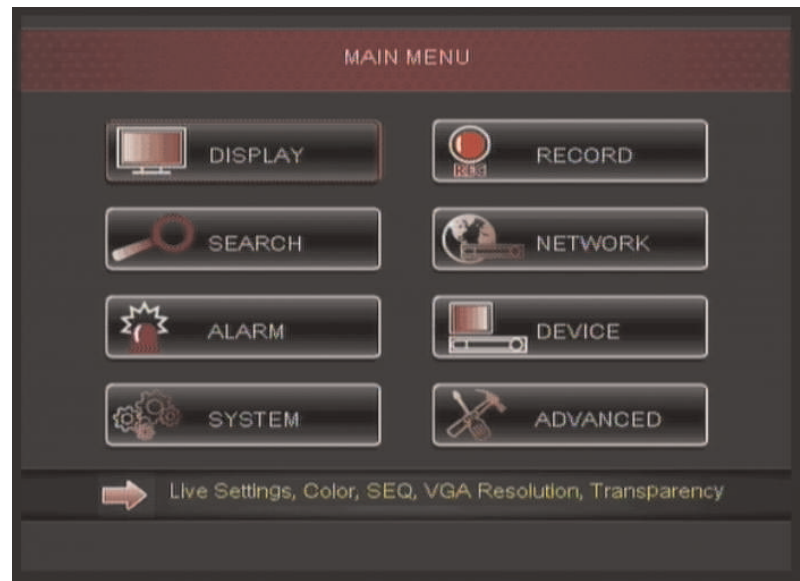 MAIN MENU
DISPLAY
RECORD
SEARCH
NETWORK
ALARM
DEVICE
SYSTEM
ADVANCED
Live Settings, Color, SEQ, VGA Resolution, Transparency